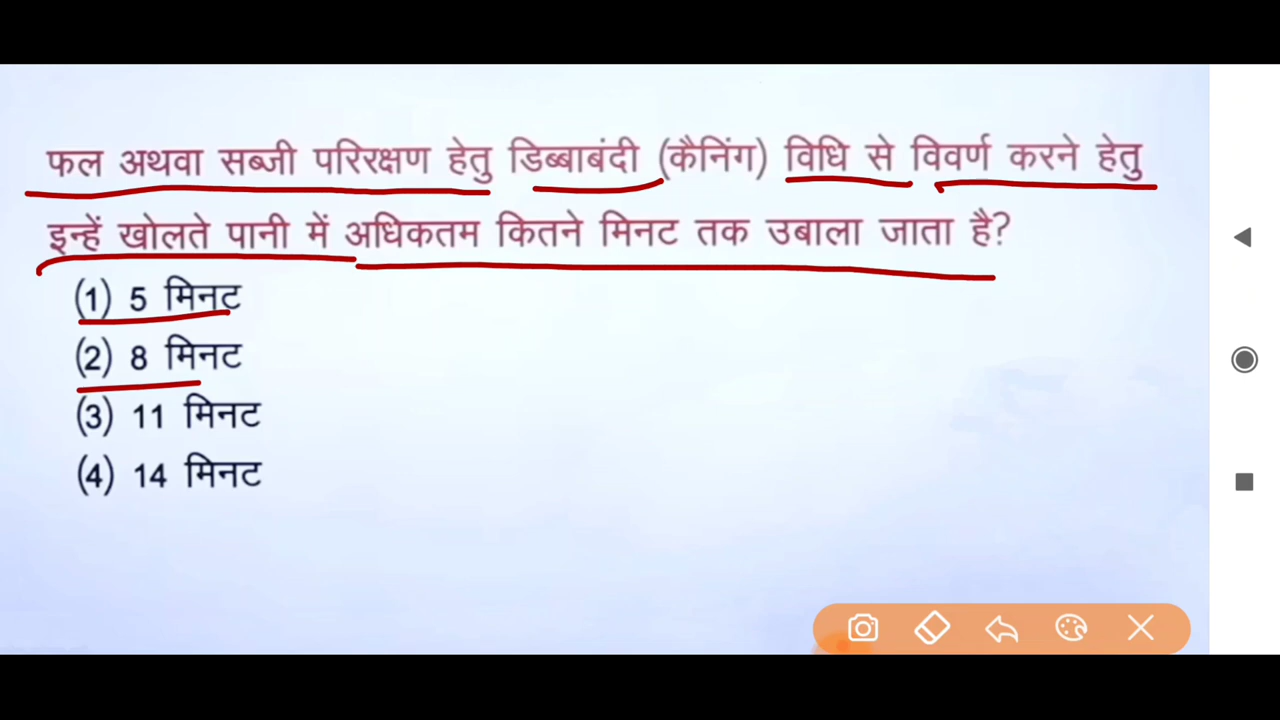 फल अथवा सब्जी परिरक्षण हेतु डिब्बाबंदी (कैनिंग) विधि से विवर्ण करने हेतु
इन्हें खोलते पानी में अधिकतम कितने मिनट तक उबाला जाता है?
(1) 5 मिनट
(2) 8 मिनट
(3) 11 मिनट
(4) 14 मिनट